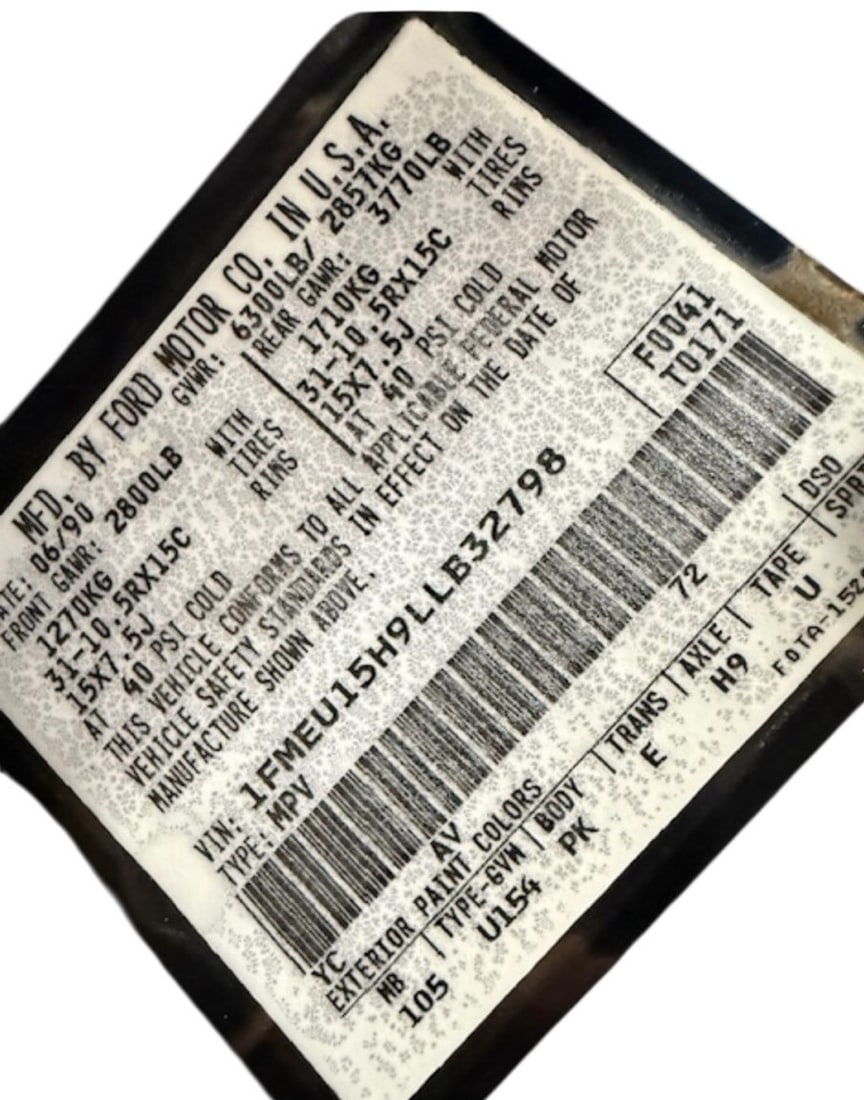 MFD. BY FORD MOTOR CO. IN U.S.A.
ATE: 06/90 GVWR: 6300LB/ 2857KG
FRONT GAWR: 2800LB REAR GAWR: 3770LB
1270KG WITH 1710KG WITH
31-10.5RX15C TIRES 31-10.5RX15C TIRES
15X7.5J RIMS 15X7.5J RIMS
AT 40 PSI COLD AT 40 PSI COLD
THIS VEHICLE CONFORMS TO ALL APPLICABLE FEDERAL MOTOR
VEHICLE SAFETY STANDARDS IN EFFECT ON THE DATE OF
MANUFACTURE SHOWN ABOVE.
F0041
T0171
VIN: 1FMEU15H9LLB32798
TYPE: MPV
YC AV 72
EXTERIOR PAINT COLORS DSO
WB TYPE-GVW BODY TRANS AXLE TAPE SPR
105 U154 PK E H9 U